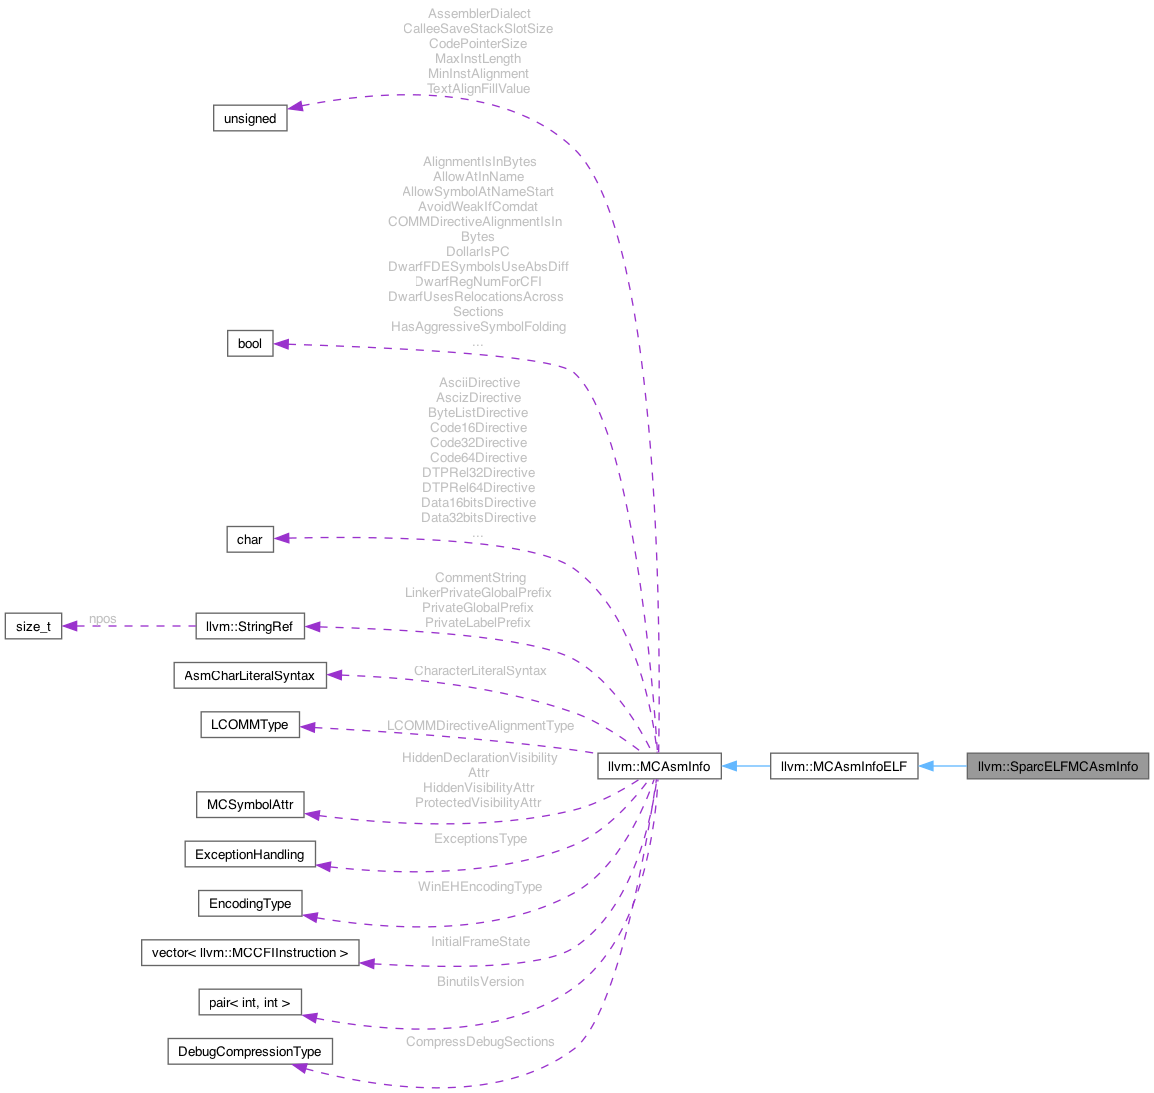 AssemblerDialect
CalleeSaveStackSlotSize
CodePointerSize
MaxInstLength
MinInstAlignment
TextAlignFillValue
unsigned
AlignmentIsInBytes
AllowAtInName
AllowSymbolAtNameStart
AvoidWeakIfComdat
COMMDirectiveAlignmentIsIn
Bytes
DollarIsPC
DwarfFDESymbolsUseAbsDiff
DwarfRegNumForCFI
DwarfUsesRelocationsAcross
Sections
HasAggressiveSymbolFolding
...
bool
AsciiDirective
AscizDirective
ByteListDirective
Code16Directive
Code32Directive
Code64Directive
DTPRel32Directive
DTPRel64Directive
Data16bitsDirective
Data32bitsDirective
...
char
CommentString
LinkerPrivateGlobalPrefix
PrivateGlobalPrefix
PrivateLabelPrefix
size_t
npos
llvm::StringRef
AsmCharLiteralSyntax
CharacterLiteralSyntax
LCOMMType
LCOMMDirectiveAlignmentType
HiddenDeclarationVisibility
Attr
HiddenVisibilityAttr
ProtectedVisibilityAttr
llvm::MCAsmInfo
llvm::MCAsmInfoELF
llvm::SparcELFMCAsmInfo
MCSymbolAttr
ExceptionsType
ExceptionHandling
WinEHEncodingType
EncodingType
InitialFrameState
vector< llvm::MCCFIInstruction >
BinutilsVersion
pair< int, int >
CompressDebugSections
DebugCompressionType